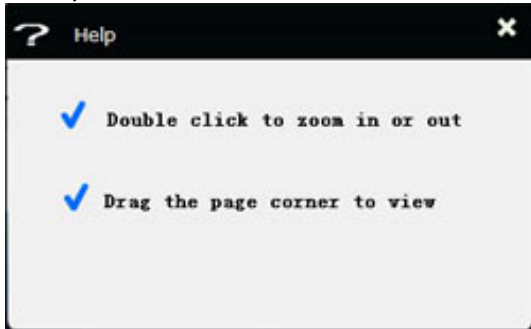 Help
Double click to zoom in or out
Drag the page corner to view